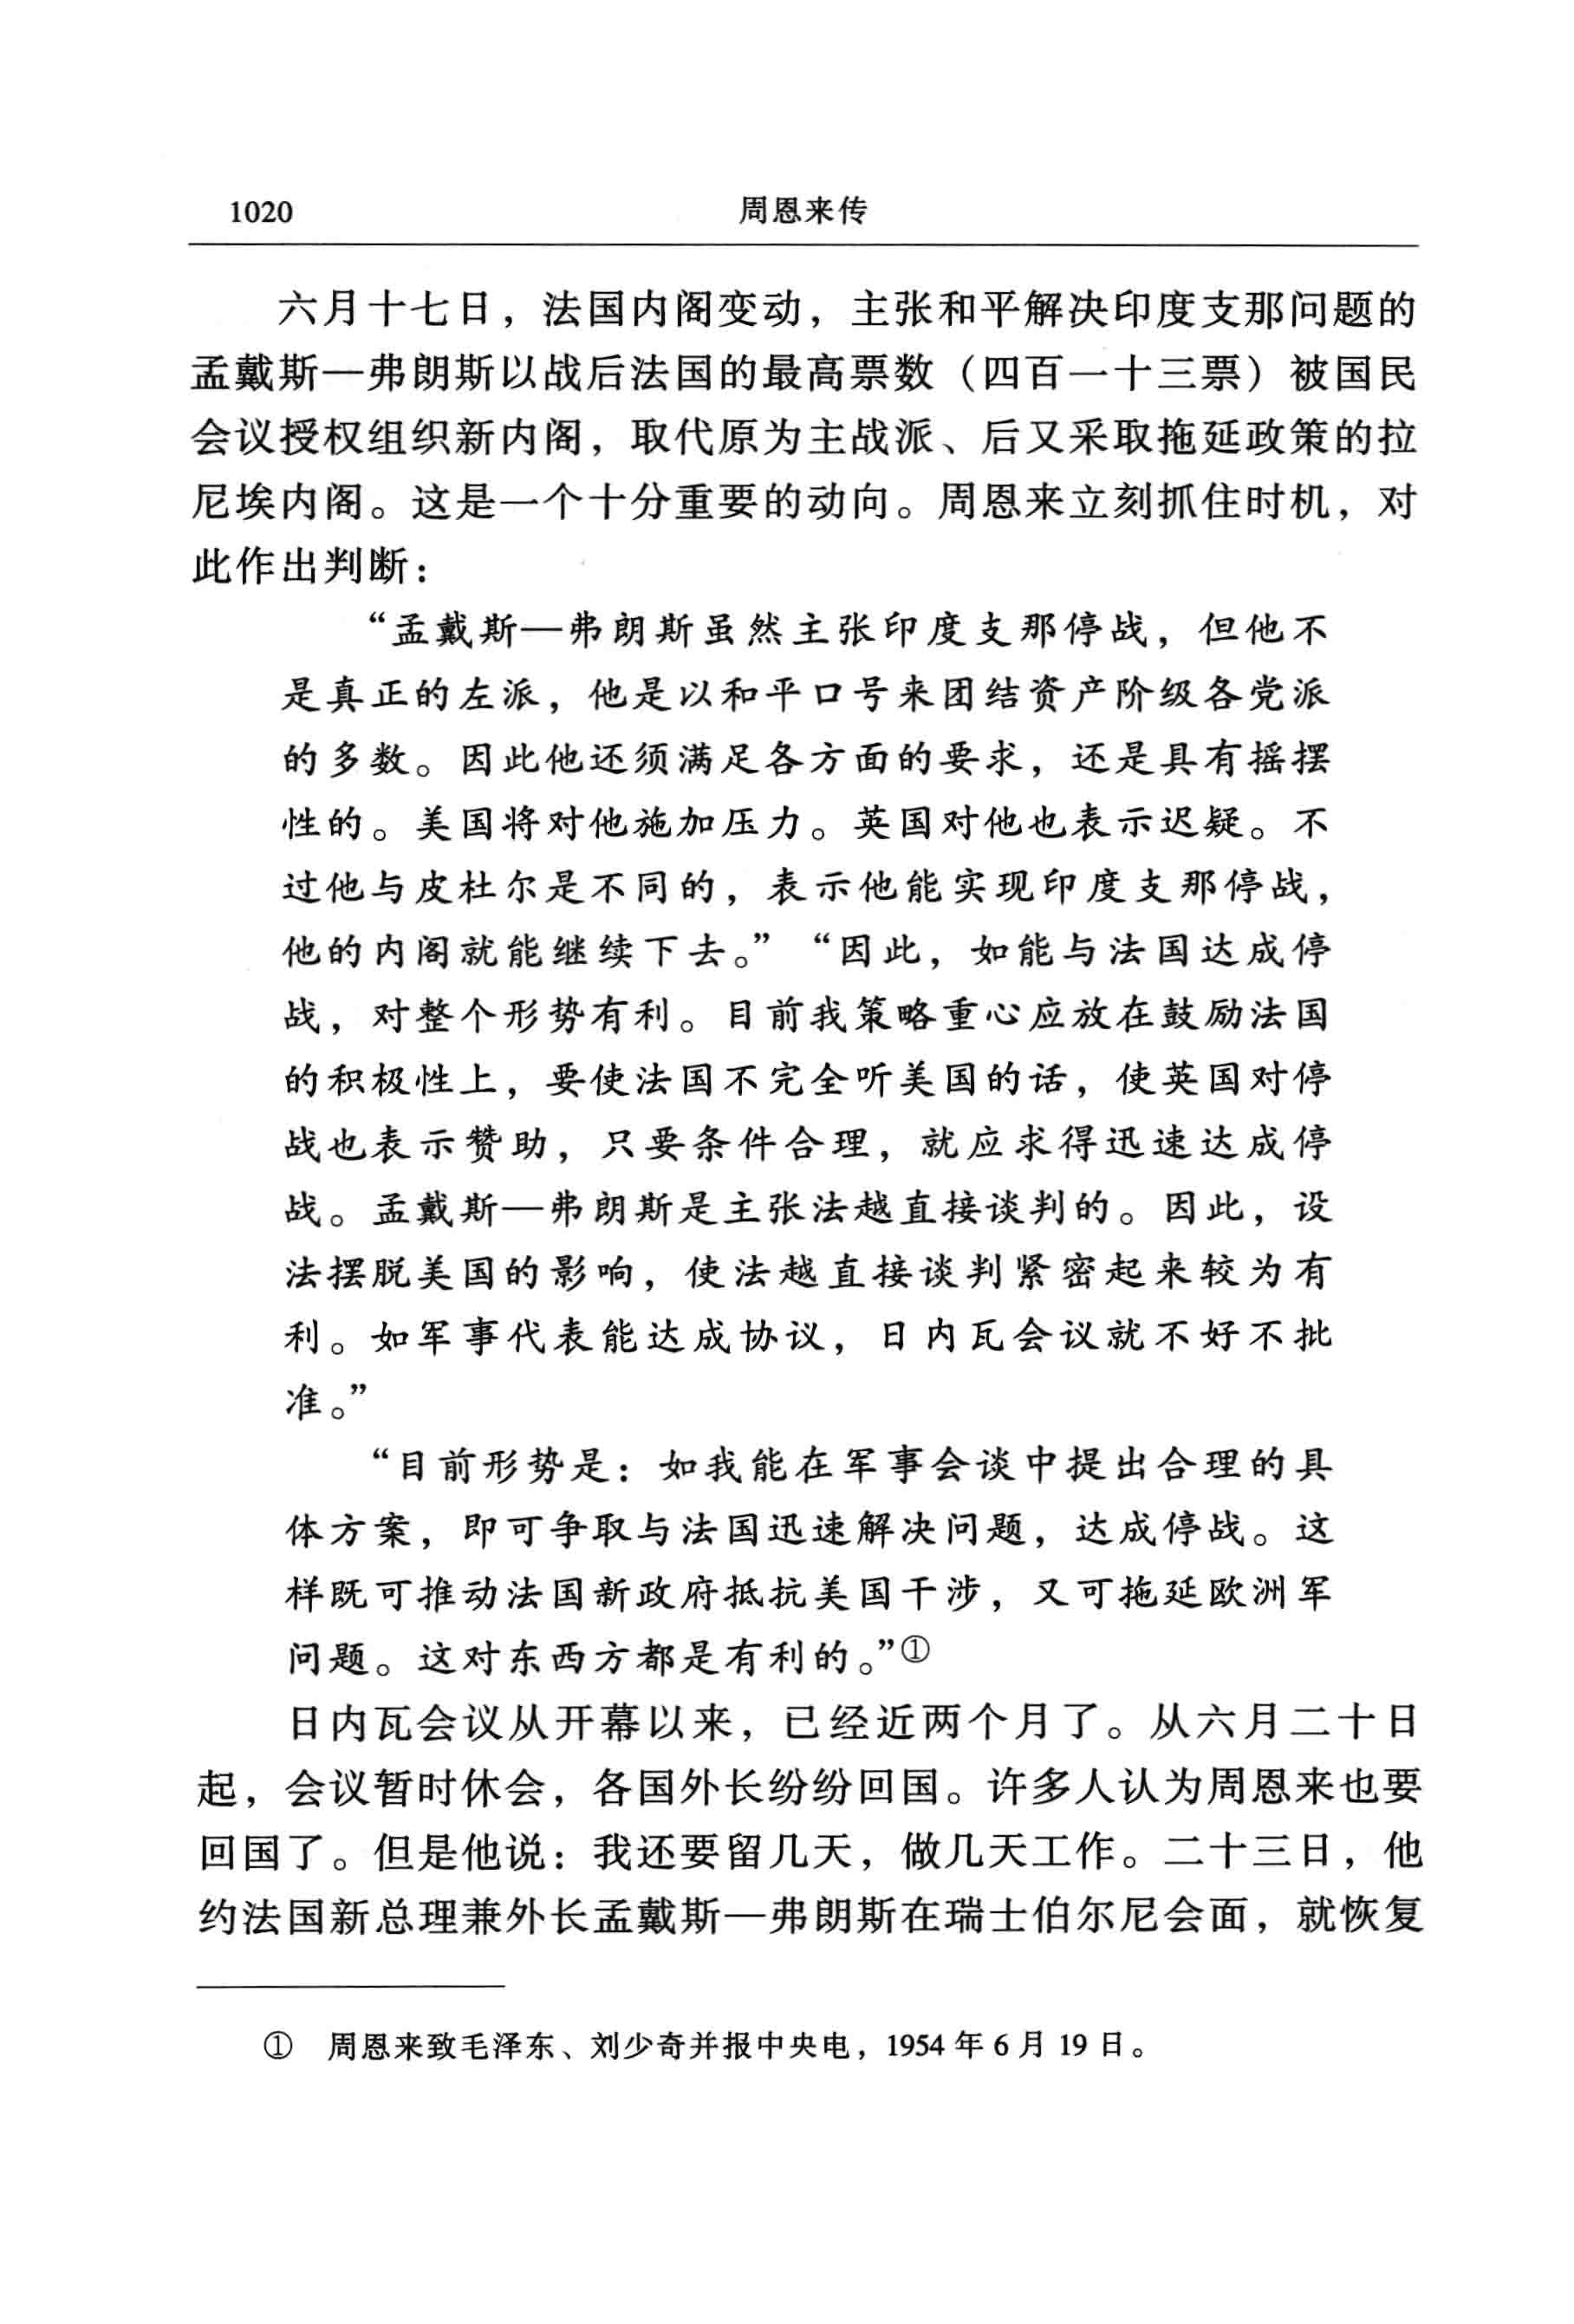 1020 周恩来传
六月十七日，法国内阁变动，主张和平解决印度支那问题的
孟戴斯—弗朗斯以战后法国的最高票数（四百一十三票）被国民
会议授权组织新内阁，取代原为主战派、后又采取拖延政策的拉
尼埃内阁。这是一个十分重要的动向。周恩来立刻抓住时机，对
此作出判断：
“孟戴斯—弗朗斯虽然主张印度支那停战，但他不
是真正的左派，他是以和平口号来团结资产阶级各党派
的多数。因此他还须满足各方面的要求，还是具有摇摆
性的。美国将对他施加压力。英国对他也表示迟疑。不
过他与皮杜尔是不同的，表示他能实现印度支那停战，
他的内阁就能继续下去。”“因此，如能与法国达成停
战，对整个形势有利。目前我策略重心应放在鼓励法国
的积极性上，要使法国不完全听美国的话，使英国对停
战也表示赞助，只要条件合理，就应求得迅速达成停
战。孟戴斯—弗朗斯是主张法越直接谈判的。因此，设
法摆脱美国的影响，使法越直接谈判紧密起来较为有
利。如军事代表能达成协议，日内瓦会议就不好不批
准。”
“目前形势是：如我能在军事会谈中提出合理的具
体方案，即可争取与法国迅速解决问题，达成停战。这
样既可推动法国新政府抵抗美国干涉，又可拖延欧洲军
问题。这对东西方都是有利的。”①
日内瓦会议从开幕以来，已经近两个月了。从六月二十日
起，会议暂时休会，各国外长纷纷回国。许多人认为周恩来也要
回国了。但是他说：我还要留几天，做几天工作。二十三日，他
约法国新总理兼外长孟戴斯—弗朗斯在瑞士伯尔尼会面，就恢复
① 周恩来致毛泽东、刘少奇并报中央电，1954 年 6 月 19 日。